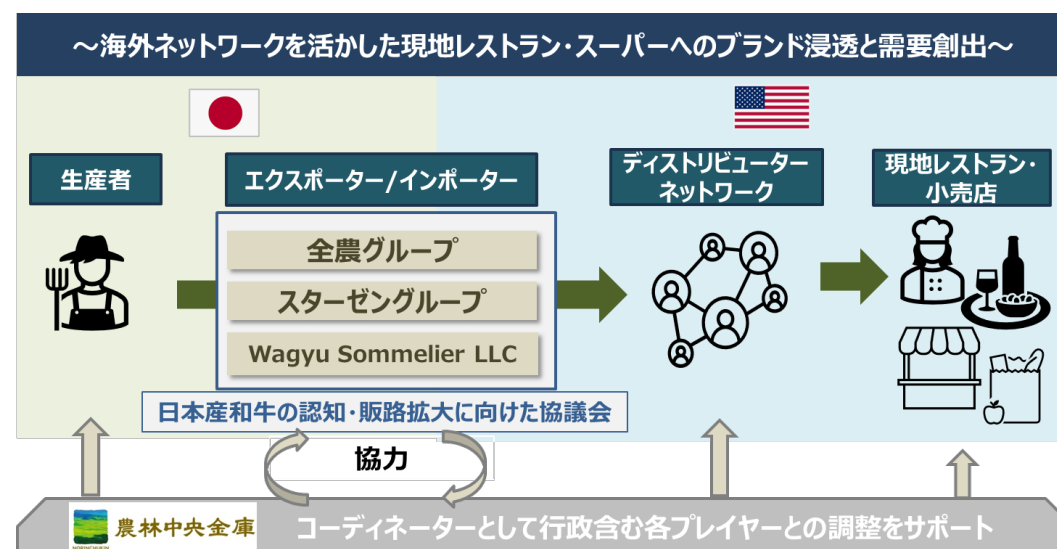 ～海外ネットワークを活かした現地レストラン・スーパーへのブランド浸透と需要創出～
生産者
エクスポーター/インポーター
ディストリビューター
ネットワーク
現地レストラン・
小売店
全農グループ
スターゼングループ
Wagyu Sommelier LLC
日本産和牛の認知・販路拡大に向けた協議会
協力
農林中央金庫
NORINCHUKIN
コーディネーターとして行政含む各プレイヤーとの調整をサポート